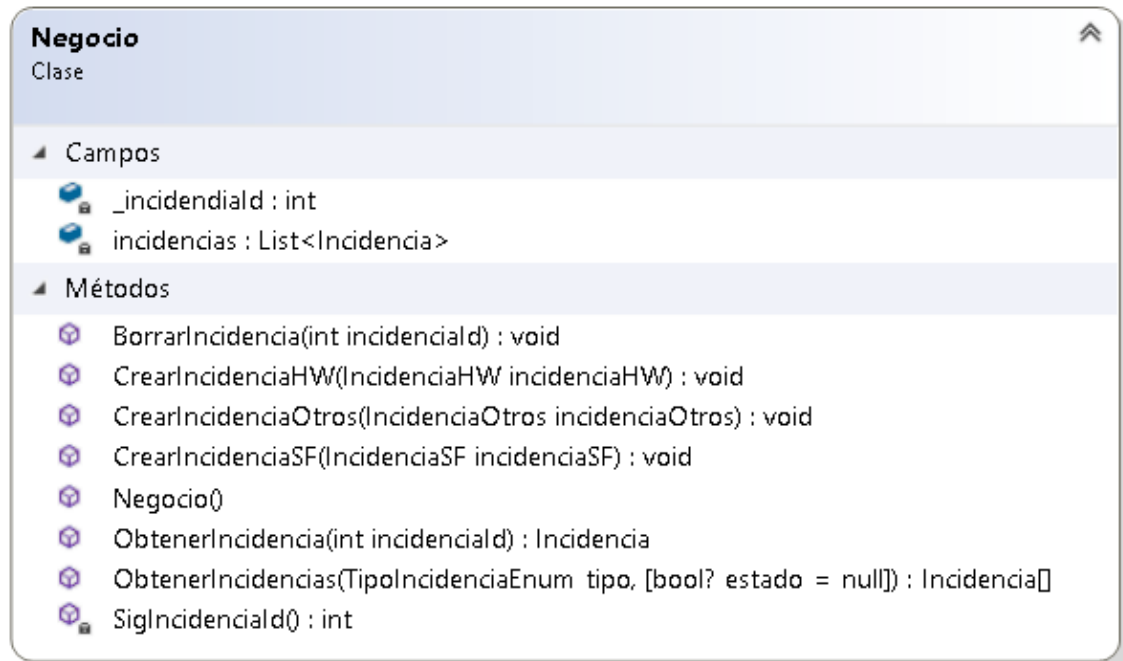 Negocio
Clase
Campos
_incidendiaId : int
incidencias : List<Incidencia>
Métodos
BorrarIncidencia(int incidenciaId) : void
CrearIncidenciaHW(IncidenciaHW incidenciaHW) : void
CrearIncidenciaOtros(IncidenciaOtros incidenciaOtros) : void
CrearIncidenciaSF(IncidenciaSF incidenciaSF) : void
Negocio()
ObtenerIncidencia(int incidenciaId) : Incidencia
ObtenerIncidencias(TipoIncidenciaEnum tipo, [bool? estado = null]) : Incidencia[]
SigIncidenciaId() : int